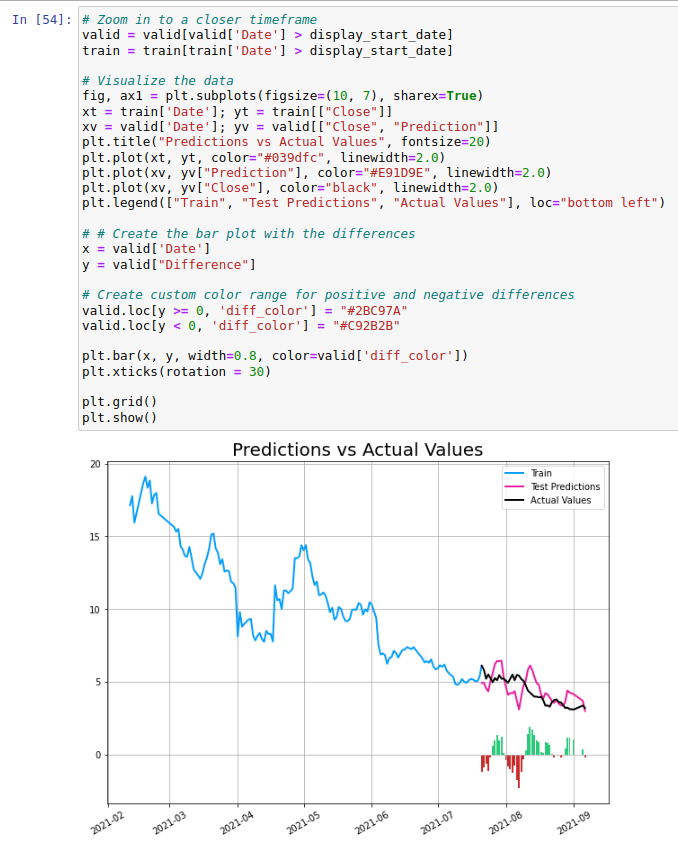 In [54]:
# Zoom in to a closer timeframe
valid = valid[valid['Date'] > display_start_date]
train = train[train['Date'] > display_start_date]
# Visualize the data
fig, ax1 = plt.subplots(figsize=(10, 7), sharex=True)
xt = train['Date']; yt = train[["Close"]]
xv = valid['Date']; yv = valid[["Close", "Prediction"]]
plt.title("Predictions vs Actual Values", fontsize=20)
plt.plot(xt, yt, color="#039dfc", linewidth=2.0)
plt.plot(xv, yv["Prediction"], color="#E91D9E", linewidth=2.0)
plt.plot(xv, yv["Close"], color="black", linewidth=2.0)
plt.legend(["Train", "Test Predictions", "Actual Values"], loc="bottom left")
# # Create the bar plot with the differences
x = valid['Date']
y = valid["Difference"]
# Create custom color range for positive and negative differences
valid.loc[y >= 0, 'diff_color'] = "#2BC97A"
valid.loc[y < 0, 'diff_color'] = "#C92B2B"
plt.bar(x, y, width=0.8, color=valid['diff_color'])
plt.xticks(rotation = 30)
plt.grid()
plt.show()
Predictions vs Actual Values
Train
Test Predictions
Actual Values
20
15
10
5
0
2021-02
2021-03
2021-04
2021-05
2021-06
2021-07
2021-08
2021-09